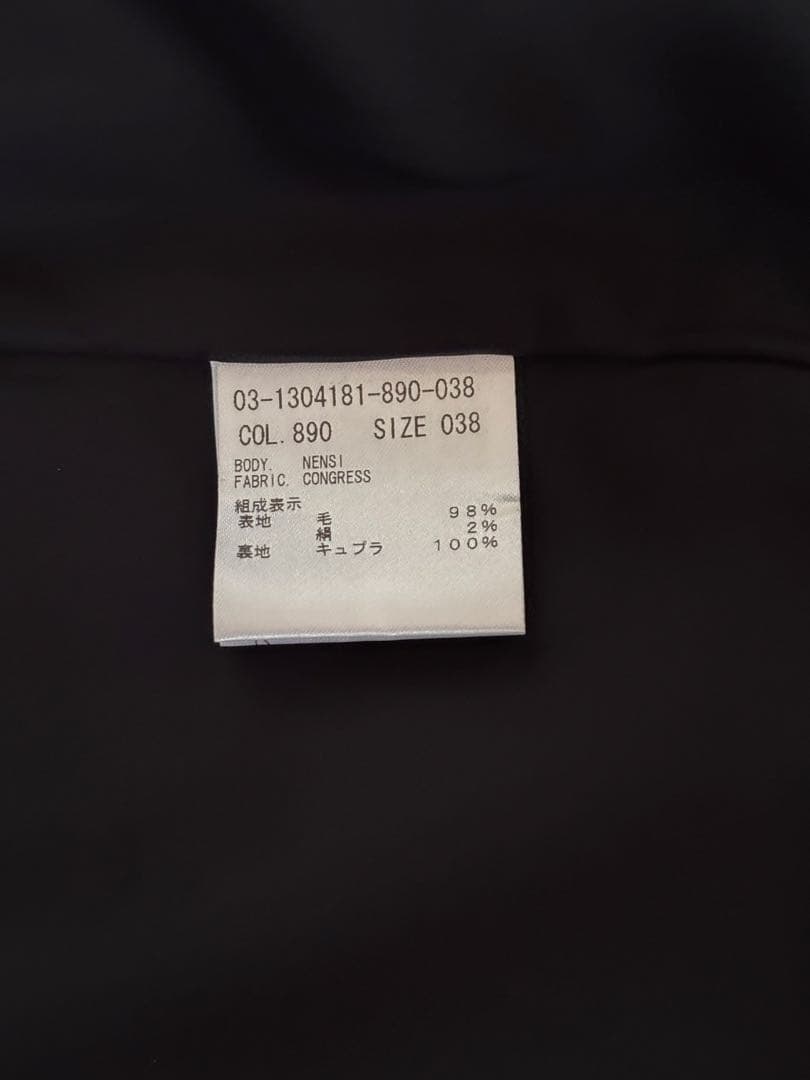 03-1304181-890-038
COL. 890 SIZE 038
BODY. NENSI
FABRIC. CONGRESS
組成表示
表地 毛 98%
絹 2%
裏地 キュプラ 100%